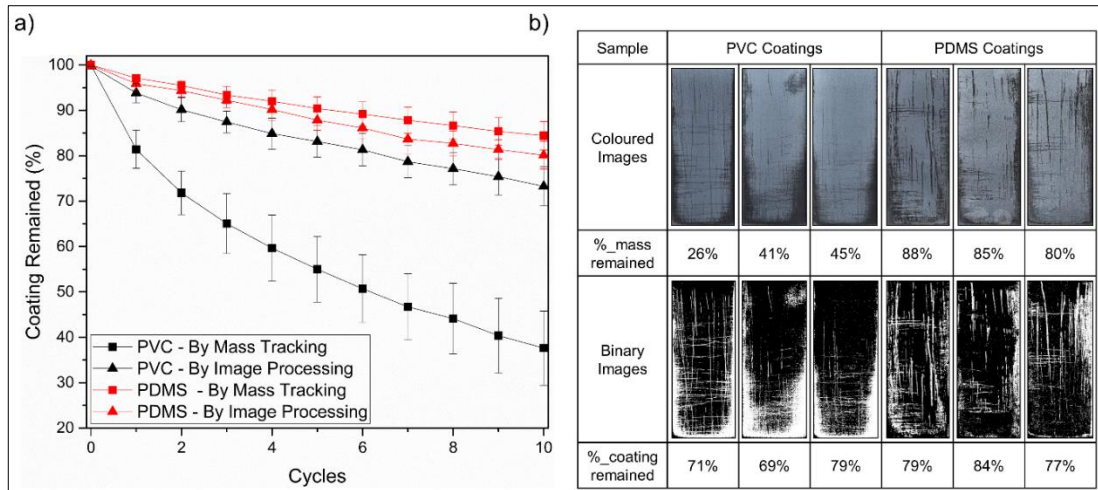 a)
Coating Remained (%)
100
90
80
70
60
50
40
30
20
0
2
4
6
8
10
Cycles
PVC - By Mass Tracking
PVC - By Image Processing
PDMS - By Mass Tracking
PDMS - By Image Processing
b)
Sample PVC Coatings PDMS Coatings
Coloured
Images
%_mass
remained
26% 41% 45% 88% 85% 80%
Binary
Images
%_coating
remained
71% 69% 79% 79% 84% 77%